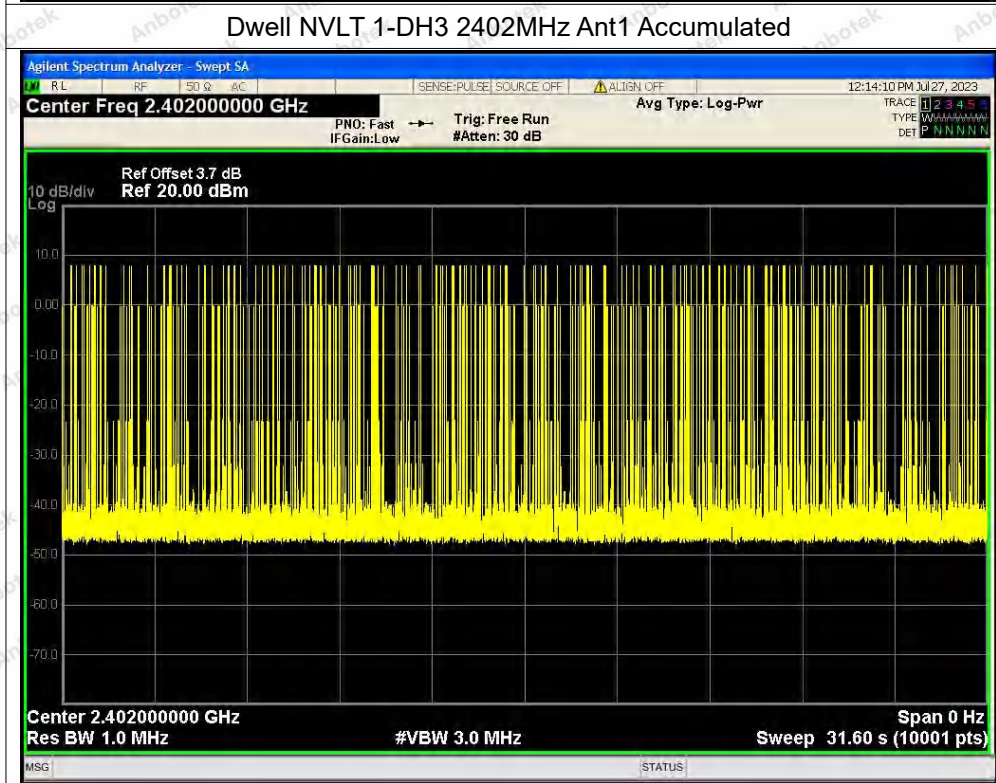 Dwell NVLT 1-DH3 2402MHz Ant1 Accumulated
Agilent Spectrum Analyzer - Swept SA
RL RF 50 Ω AC SENSE:PULSE SOURCE OFF ALIGN OFF 12:14:10 PM Jul 27, 2023
Center Freq 2.402000000 GHz Avg Type: Log-Pwr TRACE 1 2 3 4 5 6
PNO: Fast Trig: Free Run TYPE W
IFGain:Low #Atten: 30 dB DET P N N N N N
Ref Offset 3.7 dB
10 dB/div Ref 20.00 dBm
Log
10.0
0.00
-10.0
-20.0
-30.0
-40.0
-50.0
-60.0
-70.0
Center 2.402000000 GHz Span 0 Hz
Res BW 1.0 MHz #VBW 3.0 MHz Sweep 31.60 s (10001 pts)
MSG STATUS
Anbotek